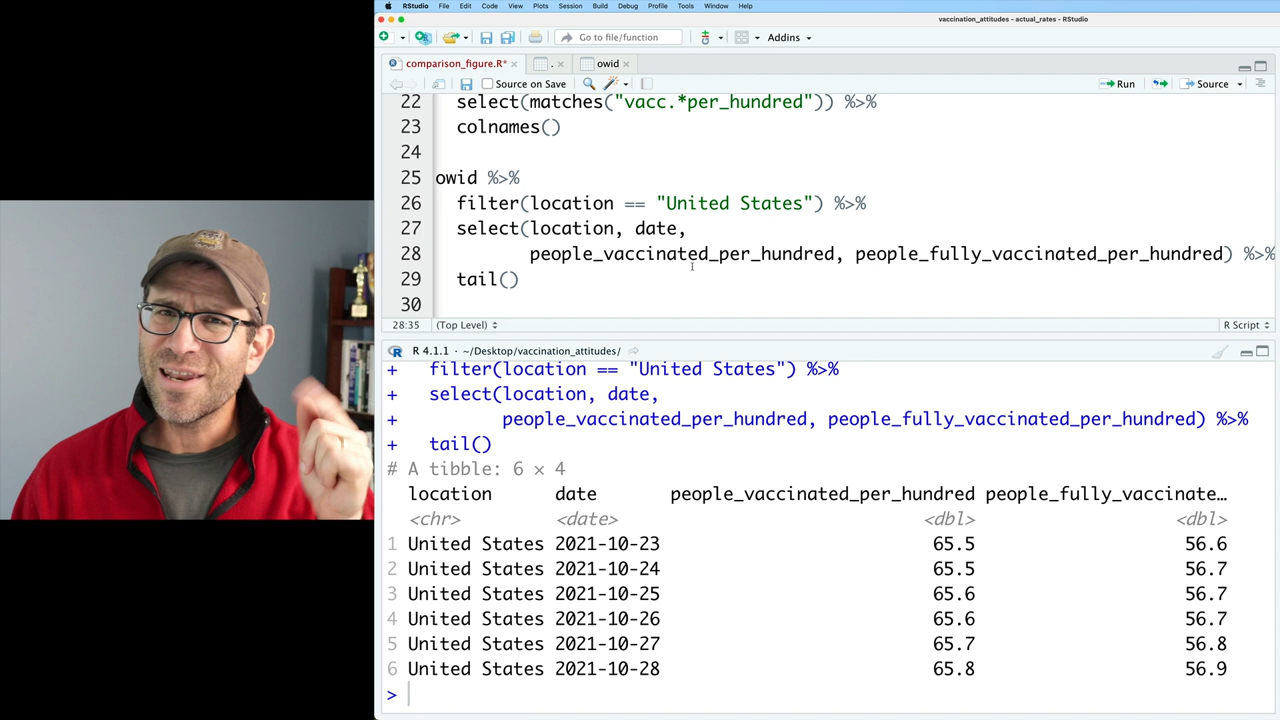 RStudio File Edit Code View Plots Session Build Debug Profile Tools Window Help
vaccination_attitudes - actual_rates - RStudio
Go to file/function Addins
comparison_figure.R* . owid
Source on Save Run Source
22 select(matches("vacc.*per_hundred")) %>%
23 colnames()
24
25 owid %>%
26 filter(location == "United States") %>%
27 select(location, date,
28 people_vaccinated_per_hundred, people_fully_vaccinated_per_hundred) %>%
29 tail()
30
28:35 (Top Level) R Script
R 4.1.1 · ~/Desktop/vaccination_attitudes/
+ filter(location == "United States") %>%
+ select(location, date,
+ people_vaccinated_per_hundred, people_fully_vaccinated_per_hundred) %>%
+ tail()
# A tibble: 6 × 4
location date people_vaccinated_per_hundred people_fully_vaccinate…
<chr> <date> <dbl> <dbl>
1 United States 2021-10-23 65.5 56.6
2 United States 2021-10-24 65.5 56.7
3 United States 2021-10-25 65.6 56.7
4 United States 2021-10-26 65.6 56.7
5 United States 2021-10-27 65.7 56.8
6 United States 2021-10-28 65.8 56.9
>